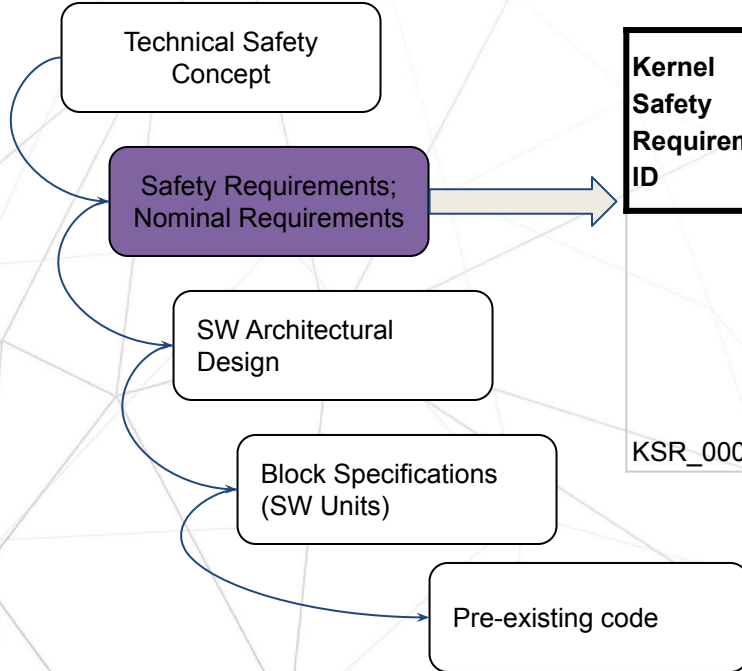 Technical Safety
Concept
Safety Requirements;
Nominal Requirements
SW Architectural
Design
Block Specifications
(SW Units)
Pre-existing code
Kernel
Safety
ID